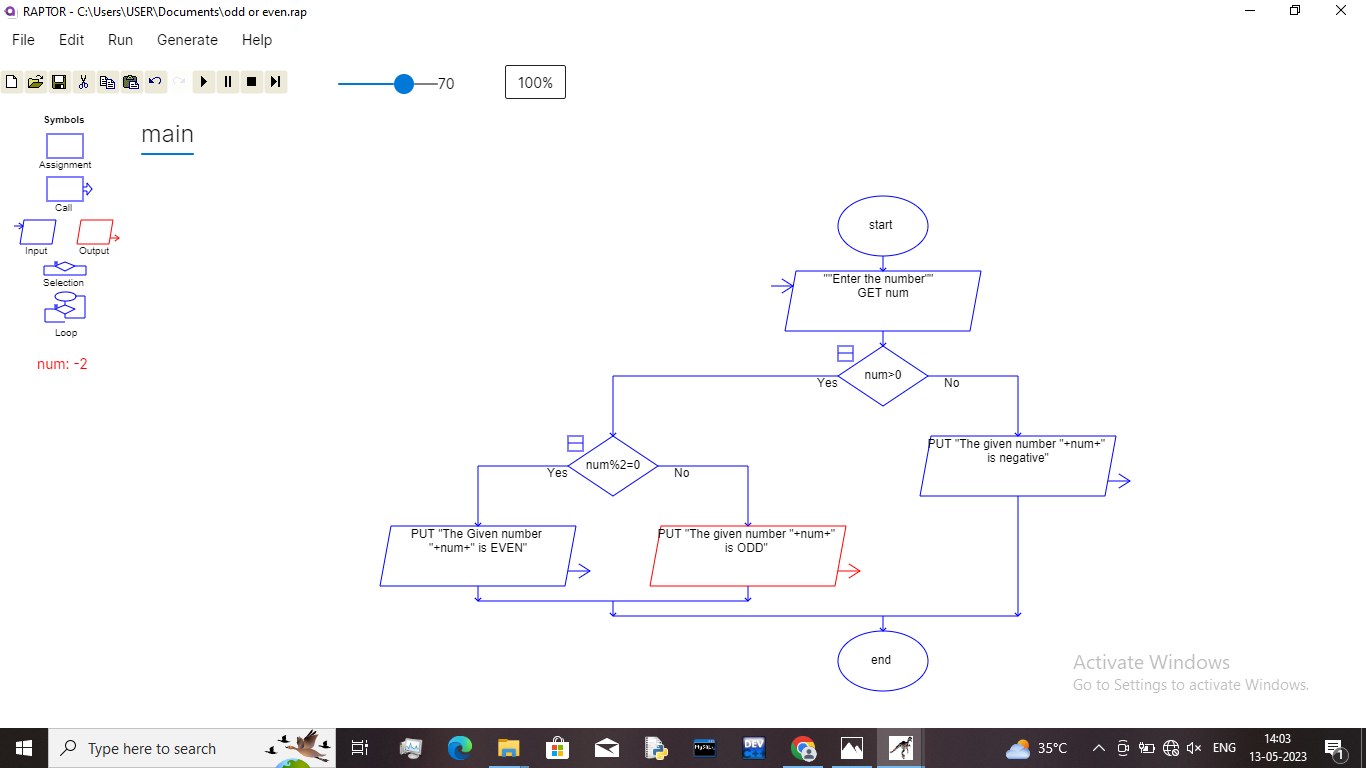 RAPTOR - C:\Users\USER\Documents\odd or even.rap
File Edit Run Generate Help
70
100%
Symbols
Assignment
Call
Input Output
Selection
Loop
num: -2
main
start
""Enter the number""
GET num
num>0
Yes
No
num%2=0
Yes
No
PUT "The given number "+num+"
is negative"
PUT "The Given number
"+num+" is EVEN"
PUT "The given number "+num+"
is ODD"
end
Activate Windows
Go to Settings to activate Windows.
Type here to search
MySQL
DEV
35°C
ENG
14:03
13-05-2023
1